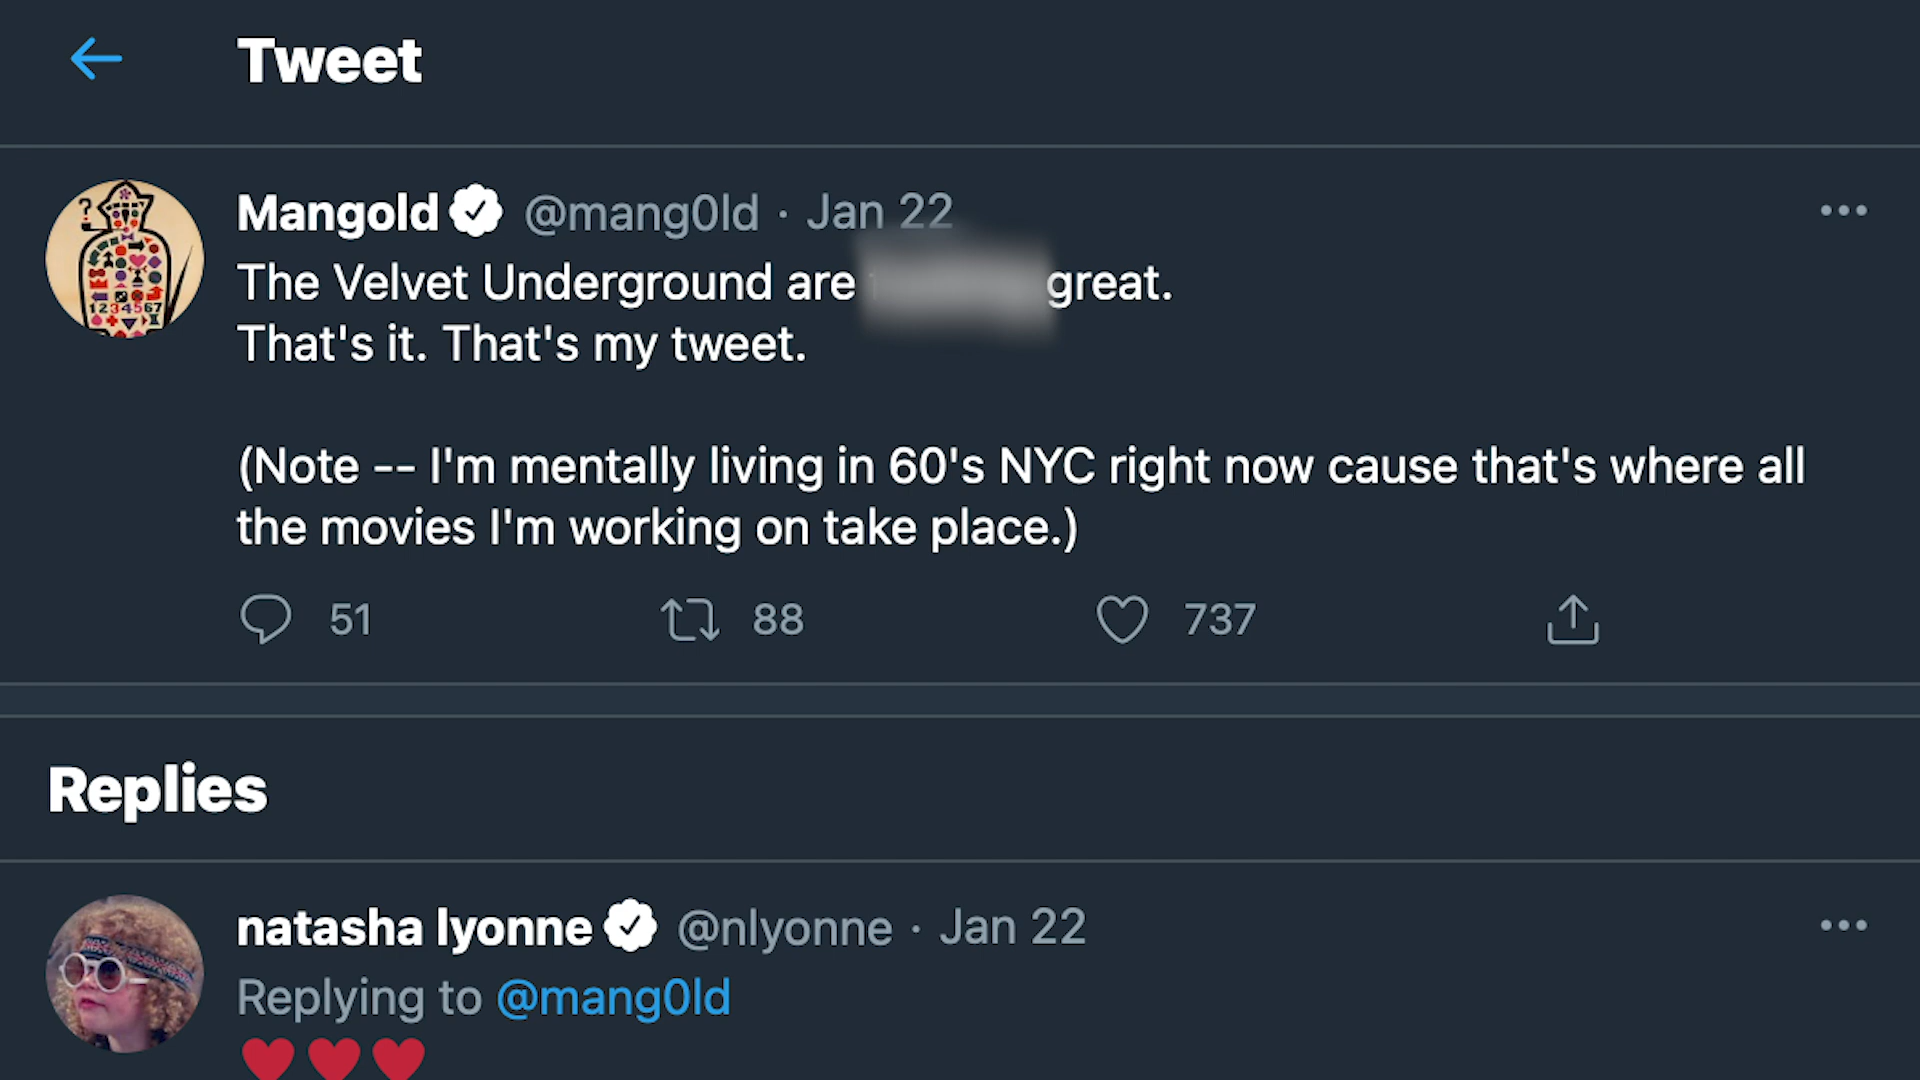 Tweet
Mangold @mang0ld · Jan 22
The Velvet Underground are great.
That's it. That's my tweet.
(Note -- I'm mentally living in 60's NYC right now cause that's where all
the movies I'm working on take place.)
51 88 737
Replies
natasha lyonne @nlyonne · Jan 22
Replying to @mang0ld
?
1234567